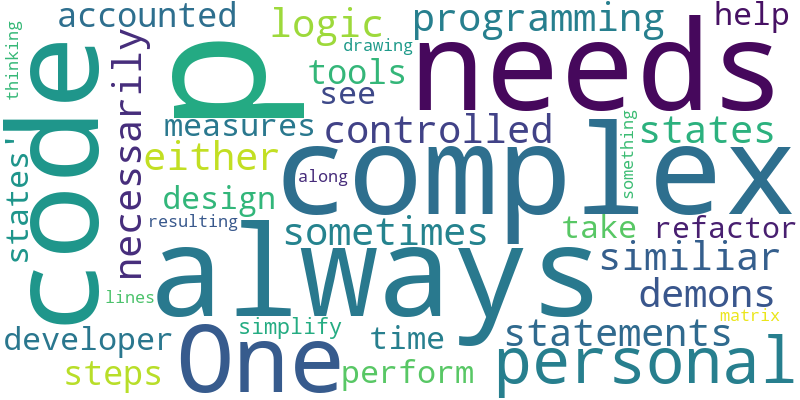 accounted
logic
programming
help
thinking
drawing
needs
code
p
tools
see
necessarily
measures
controlled
something
states
either
complex
states'
along
design
resulting
sometimes
take
refactor
always
similiar
demons
lines
matrix
simplify
developer
One
time
statements
personal
steps
perform